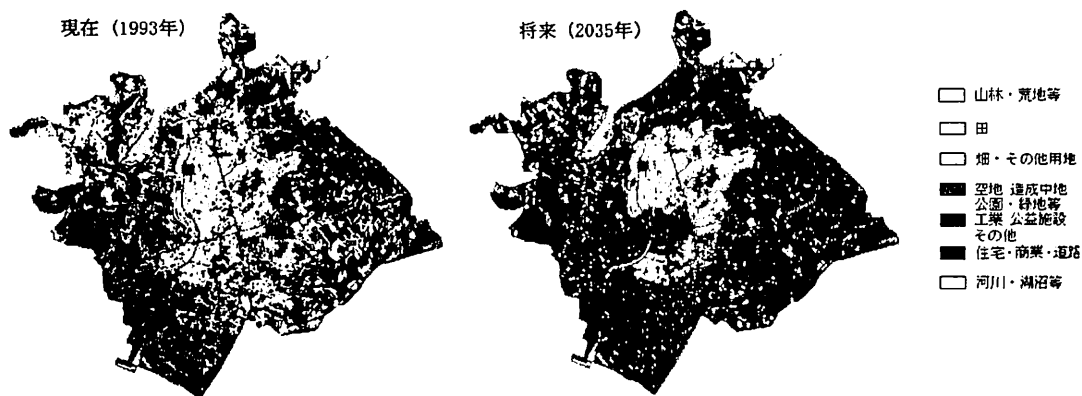 現在（1993年）
将来（2035年）
山林・荒地等
田
畑・その他用地
空地 造成中地
公園・緑地等
工業 公益施設
その他
住宅・商業・道路
河川・湖沼等